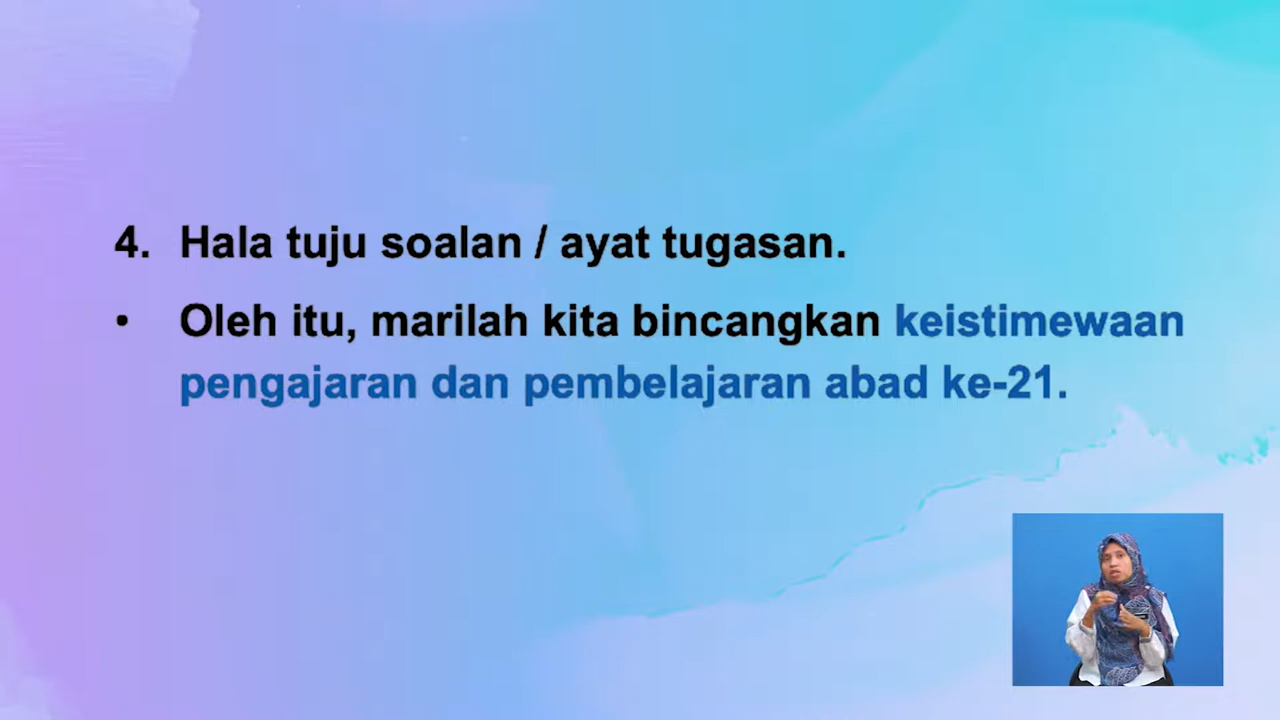 4. Hala tuju soalan / ayat tugasan.
• Oleh itu, marilah kita bincangkan keistimewaan
pengajaran dan pembelajaran abad ke-21.